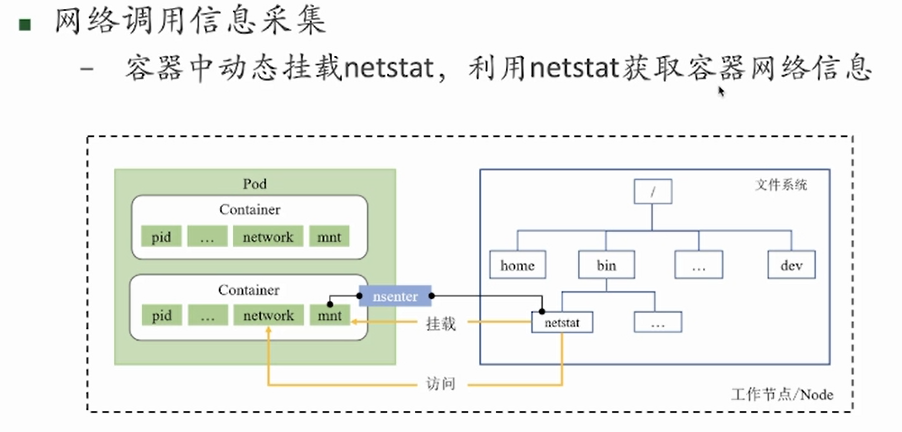 网络调用信息采集
– 容器中动态挂载netstat，利用netstat获取容器网络信息
Pod
Container
pid
...
network
mnt
Container
pid
...
network
mnt
nsenter
挂载
访问
文件系统
/
home
bin
...
dev
netstat
...
工作节点/Node